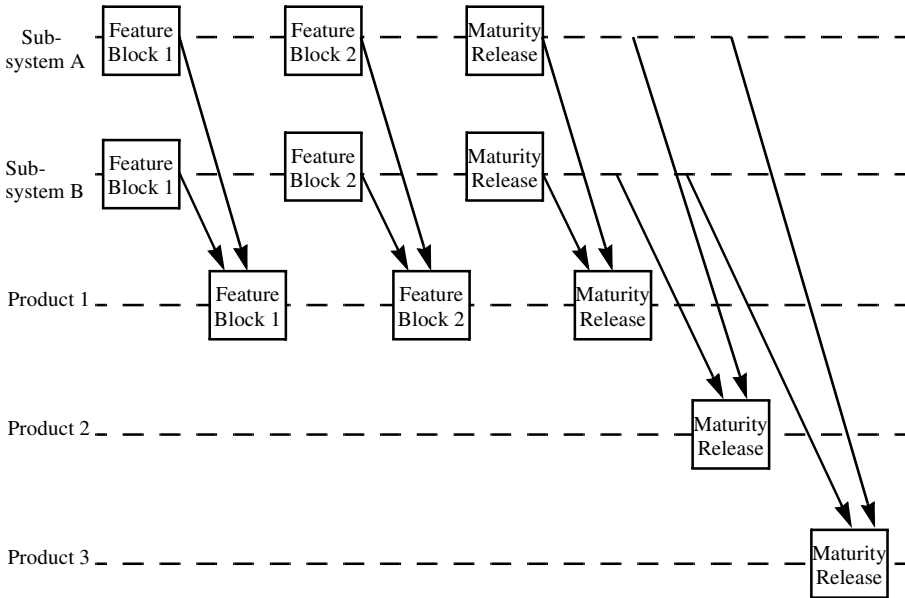 Sub-
system A
Feature
Block 1
Feature
Block 2
Maturity
Release
Sub-
system B
Feature
Block 1
Feature
Block 2
Maturity
Release
Product 1
Feature
Block 1
Feature
Block 2
Maturity
Release
Product 2
Maturity
Release
Product 3
Maturity
Release